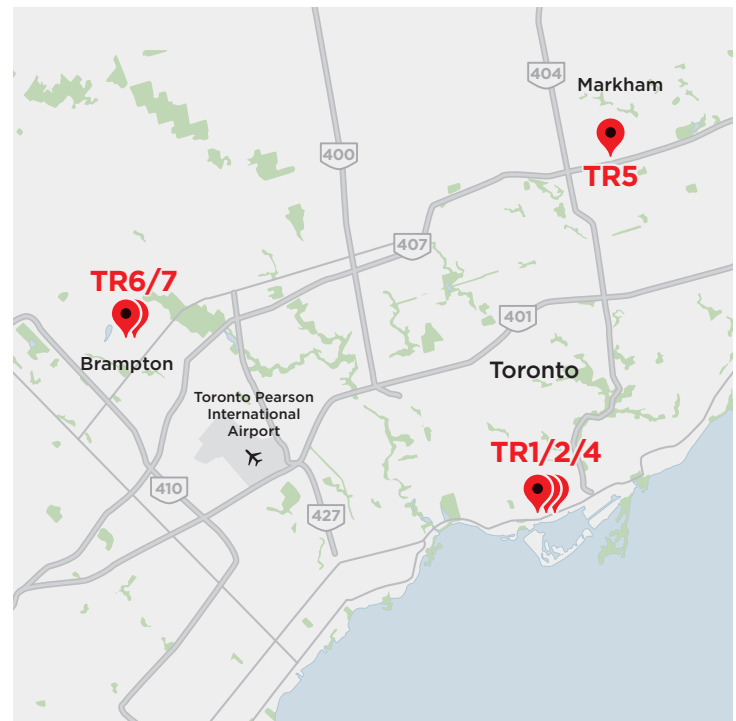 404
Markham
TR5
400
407
TR6/7
401
Brampton
Toronto
Toronto Pearson
International
Airport
TR1/2/4
410
427